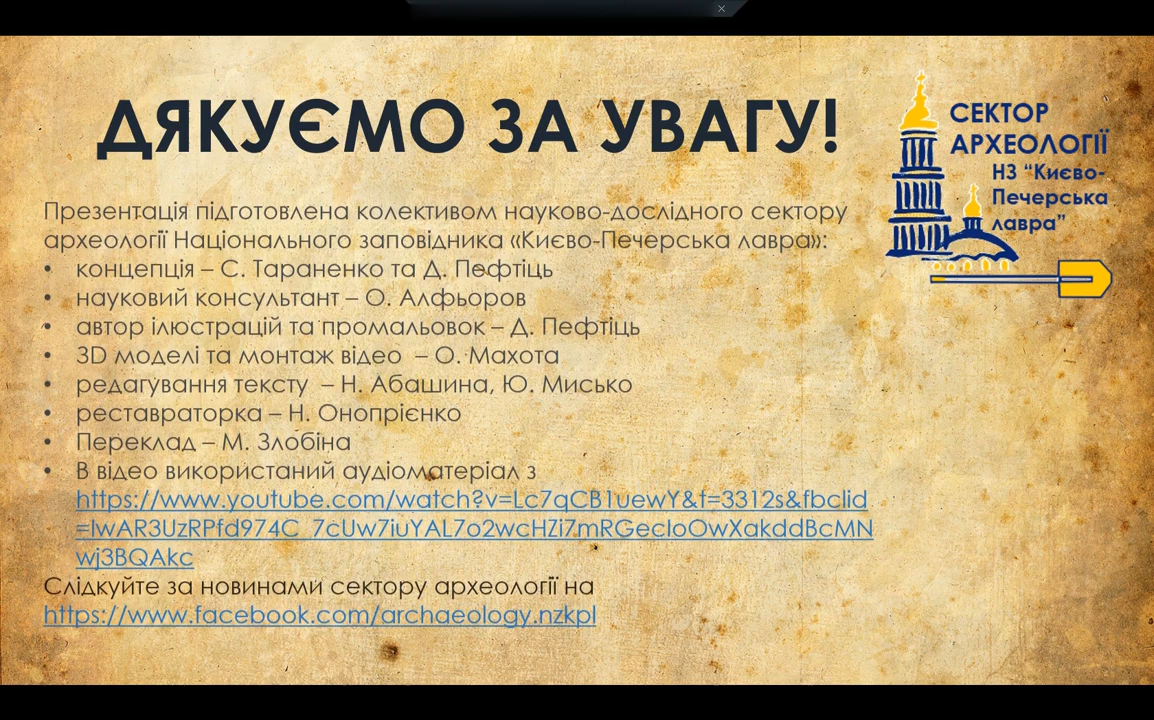 ДЯКУЄМО ЗА УВАГУ!
СЕКТОР
АРХЕОЛОГІЇ
НЗ “Києво-
Печерська
лавра”
Презентація підготовлена колективом науково-дослідного сектору
археології Національного заповідника «Києво-Печерська лавра»:
• концепція – С. Тараненко та Д. Пефтіць
• науковий консультант – О. Алфьоров
• автор ілюстрацій та промальовок – Д. Пефтіць
• 3D моделі та монтаж відео – О. Махота
• редагування тексту – Н. Абашина, Ю. Мисько
• реставраторка – Н. Онопрієнко
• Переклад – М. Злобіна
• В відео використаний аудіоматеріал з
https://www.youtube.com/watch?v=Lc7qCB1uewY&t=3312s&fbclid
=IwAR3UzRPfd974C_7cUw7iuYAL7o2wcHZi7mRGecIoOwXakddBcMN
wj3BQAkc
Слідкуйте за новинами сектору археології на
https://www.facebook.com/archaeology.nzkpl